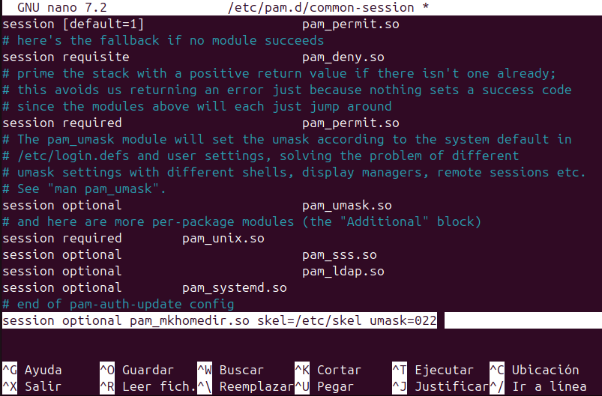 GNU nano 7.2 /etc/pam.d/common-session *
session [default=1] pam_permit.so
# here's the fallback if no module succeeds
session requisite pam_deny.so
# prime the stack with a positive return value if there isn't one already;
# this avoids us returning an error just because nothing sets a success code
# since the modules above will each just jump around
session required pam_permit.so
# The pam_umask module will set the umask according to the system default in
# /etc/login.defs and user settings, solving the problem of different
# umask settings with different shells, display managers, remote sessions etc.
# See "man pam_umask".
session optional pam_umask.so
# and here are more per-package modules (the "Additional" block)
session required pam_unix.so
session optional pam_sss.so
session optional pam_ldap.so
session optional pam_systemd.so
# end of pam-auth-update config
session optional pam_mkhomedir.so skel=/etc/skel umask=022
^G Ayuda ^O Guardar ^W Buscar ^K Cortar ^T Ejecutar ^C Ubicación
^X Salir ^R Leer fich. ^\ Reemplazar ^U Pegar ^J Justificar ^/ Ir a línea